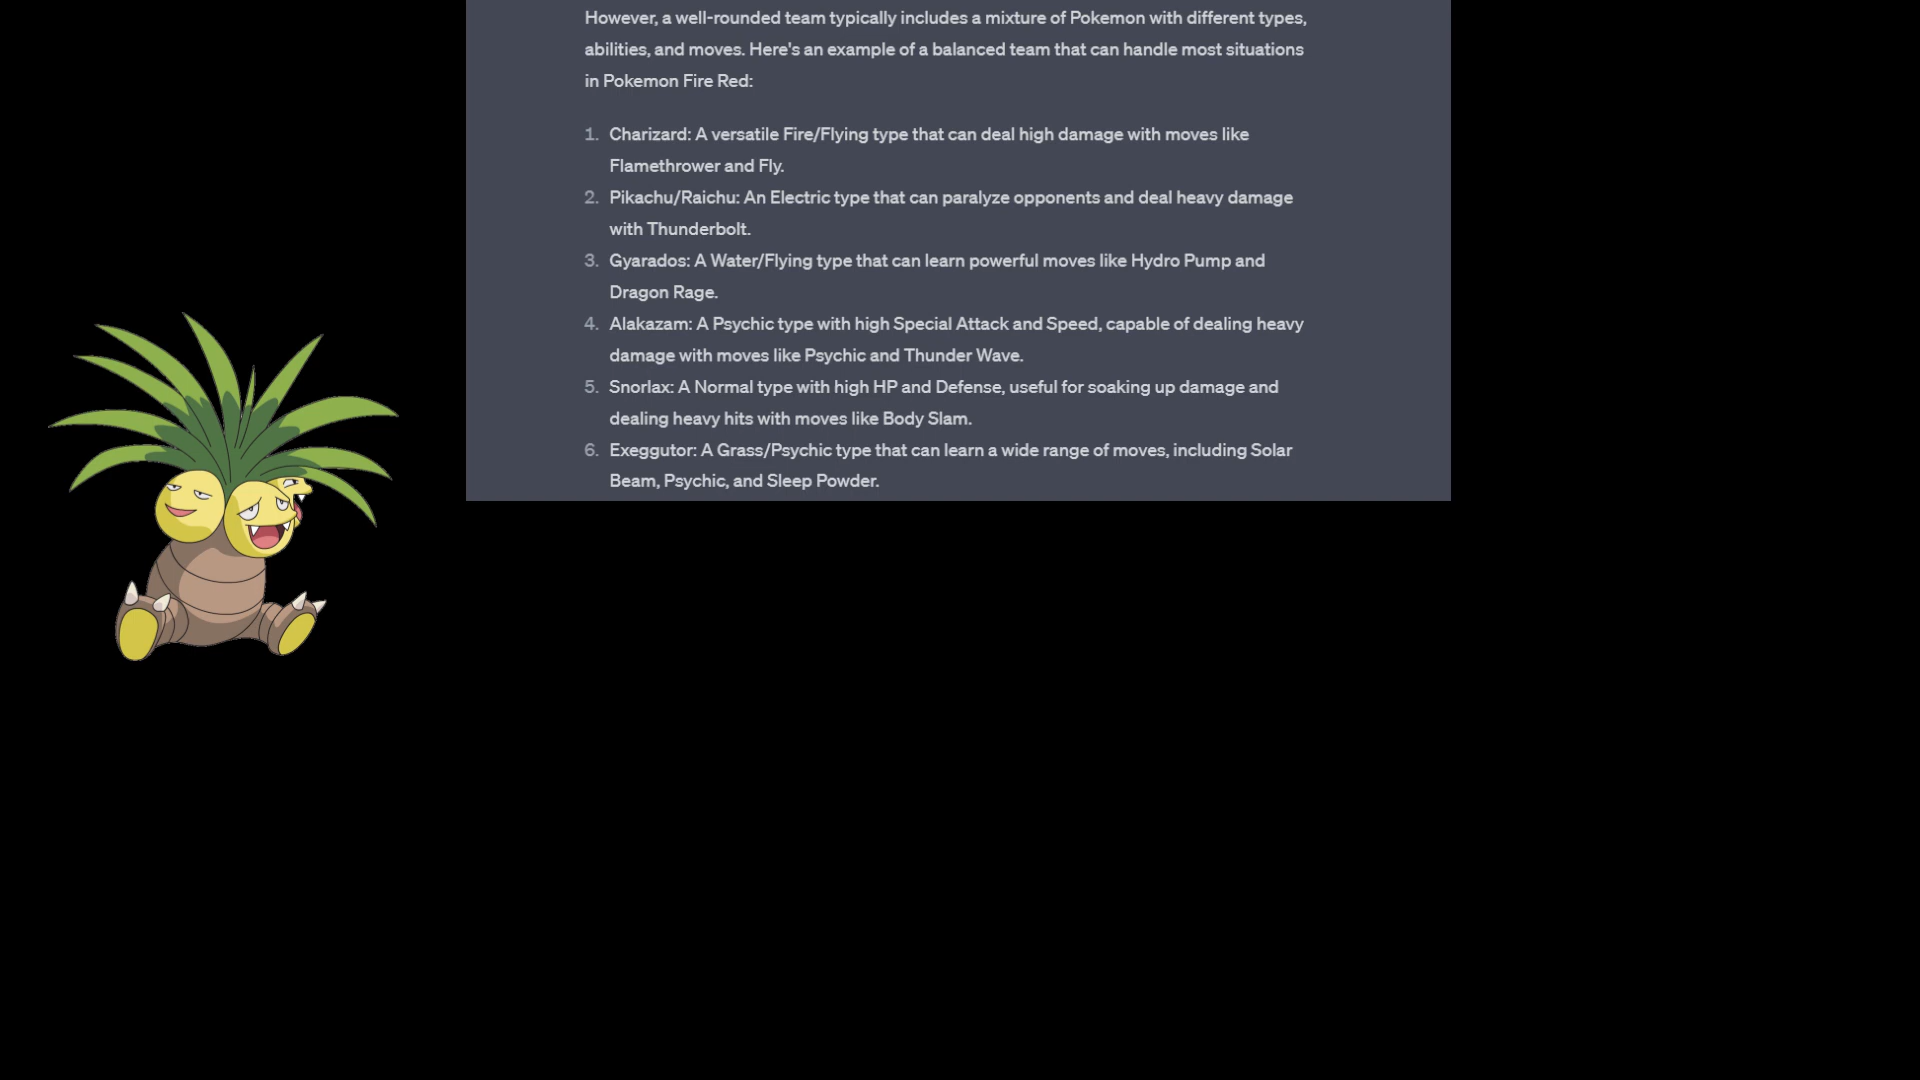 However, a well-rounded team typically includes a mixture of Pokemon with different types,
abilities, and moves. Here's an example of a balanced team that can handle most situations
in Pokemon Fire Red:
1. Charizard: A versatile Fire/Flying type that can deal high damage with moves like
Flamethrower and Fly.
2. Pikachu/Raichu: An Electric type that can paralyze opponents and deal heavy damage
with Thunderbolt.
3. Gyarados: A Water/Flying type that can learn powerful moves like Hydro Pump and
Dragon Rage.
4. Alakazam: A Psychic type with high Special Attack and Speed, capable of dealing heavy
damage with moves like Psychic and Thunder Wave.
5. Snorlax: A Normal type with high HP and Defense, useful for soaking up damage and
dealing heavy hits with moves like Body Slam.
6. Exeggutor: A Grass/Psychic type that can learn a wide range of moves, including Solar
Beam, Psychic, and Sleep Powder.